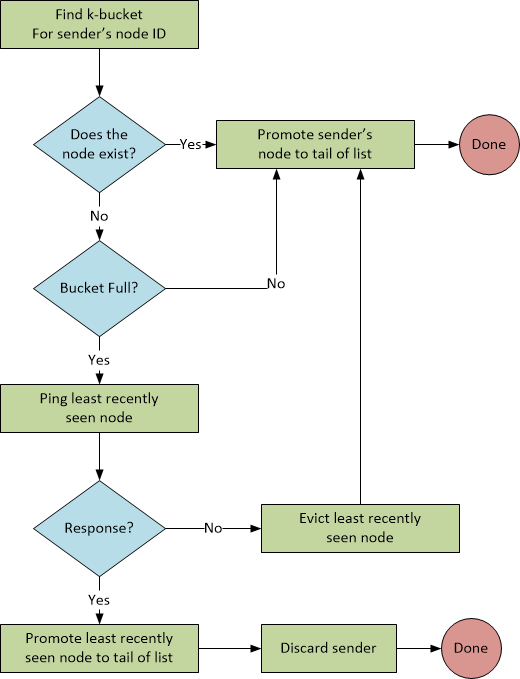 Find k-bucket
For sender's node ID
Does the
node exist?
Yes
Promote sender's
node to tail of list
Done
No
Bucket Full?
No
Yes
Ping least recently
seen node
Response?
No
Evict least recently
seen node
Yes
Promote least recently
seen node to tail of list
Discard sender
Done